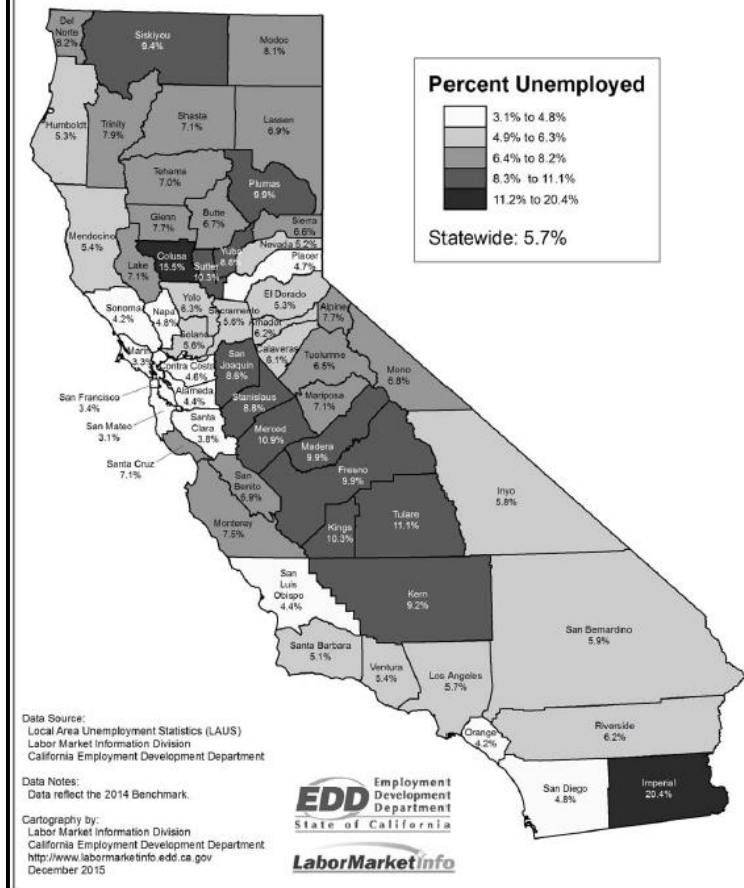 Del
Norte
8.2%
Siskiyou
9.4%
Modoc
8.1%
Percent Unemployed
3.1% to 4.8%
4.9% to 6.3%
6.4% to 8.2%
8.3% to 11.1%
11.2% to 20.4%
Statewide: 5.7%
Humboldt
5.3%
Trinity
7.9%
Shasta
7.1%
Lassen
6.9%
Tehama
7.0%
Plumas
9.9%
Mendocino
5.4%
Glenn
7.7%
Butte
6.7%
Sierra
6.6%
Nevada 5.2%
Placer
4.7%
Lake
7.1%
Colusa
15.5%
Sutter
10.3%
Yuba
Sonoma
4.2%
Napa
4.8%
Yolo
6.3%
Sacramento
5.6%
El Dorado
5.3%
Alpine
7.7%
Amador
6.2%
Solano
5.6%
Calaveras
6.1%
Tuolumne
6.5%
Mono
6.8%
Marin
3.3%
Contra Costa
4.6%
San
Joaquin
8.6%
San Francisco
3.4%
Alameda
4.4%
Stanislaus
8.8%
Mariposa
7.1%
San Mateo
3.1%
Santa
Clara
3.8%
Merced
10.9%
Madera
9.9%
Santa Cruz
7.1%
Fresno
9.9%
San
Benito
Inyo
5.8%
Monterey
7.5%
Kings
10.3%
Tulare
11.1%
San
Luis
Obispo
4.4%
Kern
9.2%
San Bernardino
5.9%
Santa Barbara
5.1%
Ventura
5.4%
Los Angeles
5.7%
Orange
4.2%
Riverside
6.2%
San Diego
4.8%
Imperial
20.4%
Data Source:
Local Area Unemployment Statistics (LAUS)
Labor Market Information Division
California Employment Development Department
Data Notes:
Data reflect the 2014 Benchmark.
Cartography by:
Labor Market Information Division
California Employment Development Department
http://www.labormarketinfo.edd.ca.gov
December 2015
EDD Employment
Development
Department
State of California
LaborMarketInfo